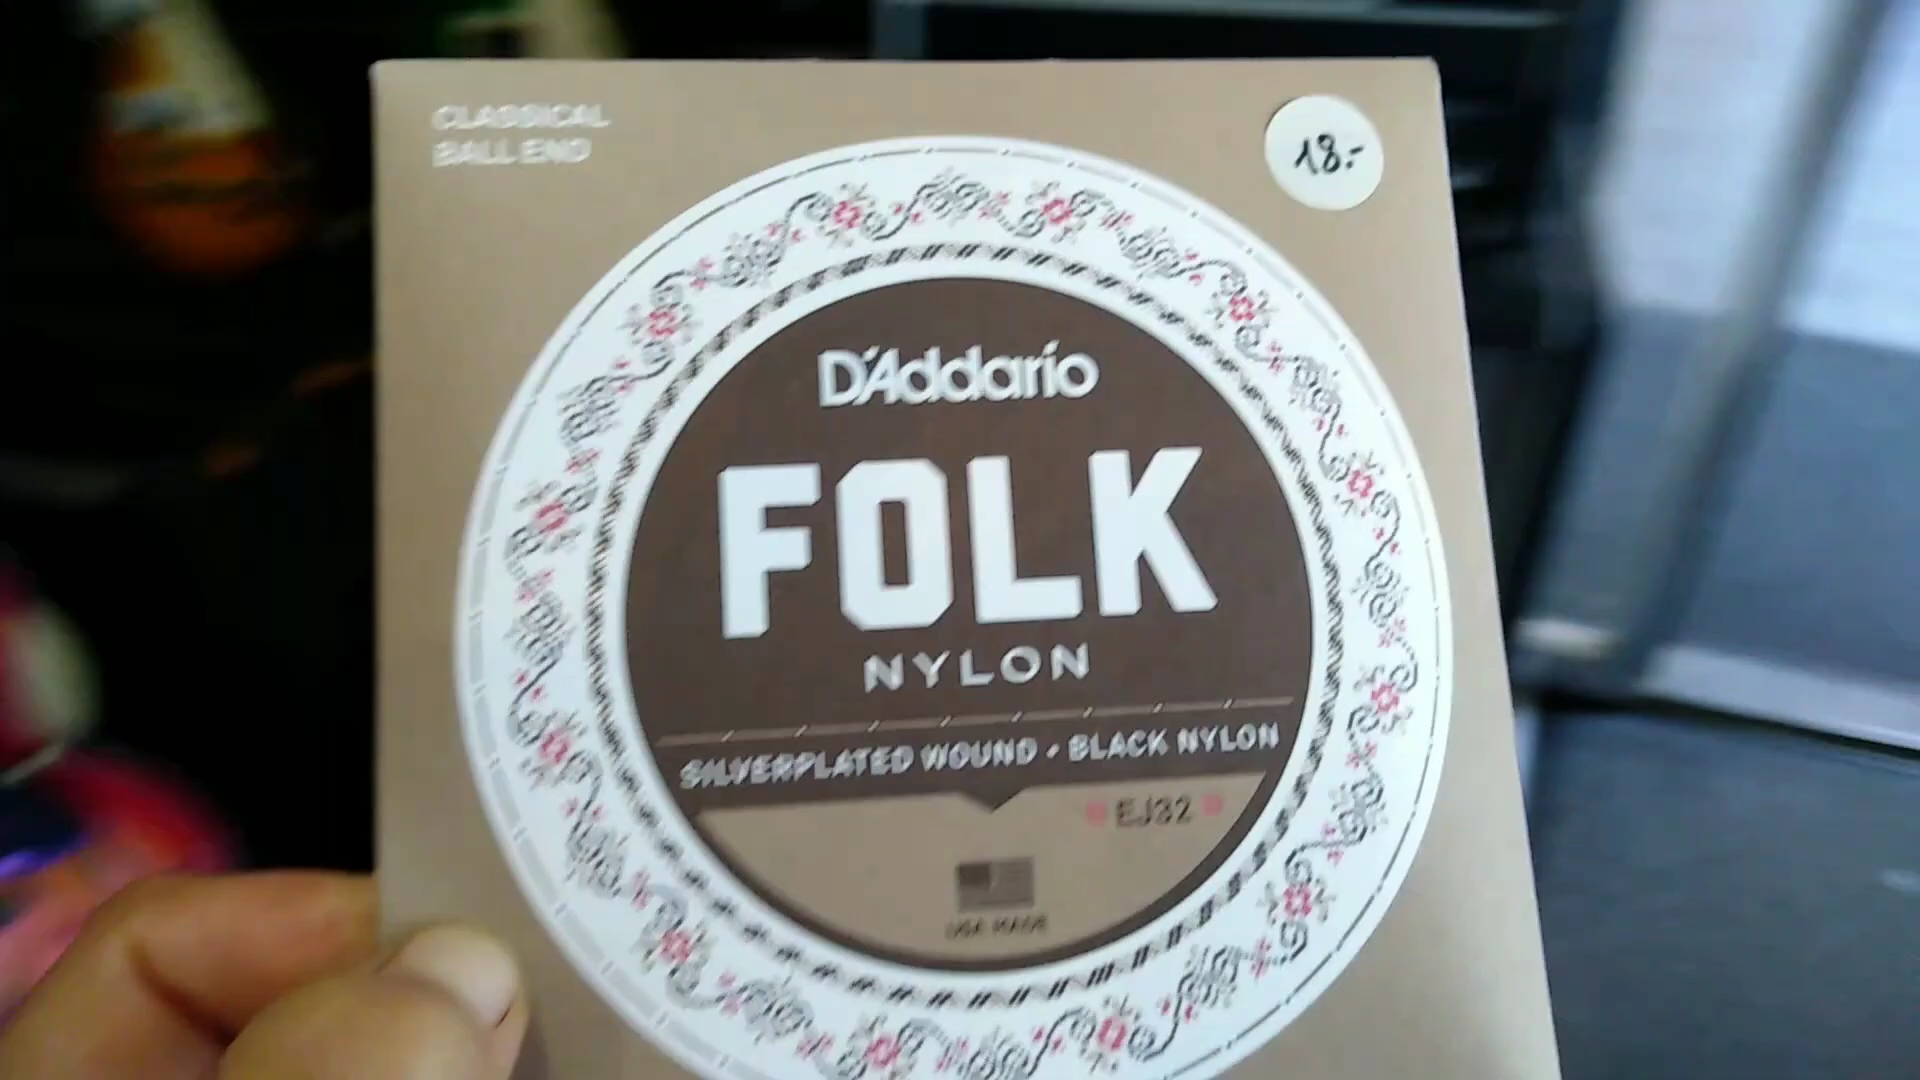 CLASSICAL
BALL END
18.-
D'Addario
FOLK
NYLON
SILVERPLATED WOUND • BLACK NYLON
EJ32
USA MADE